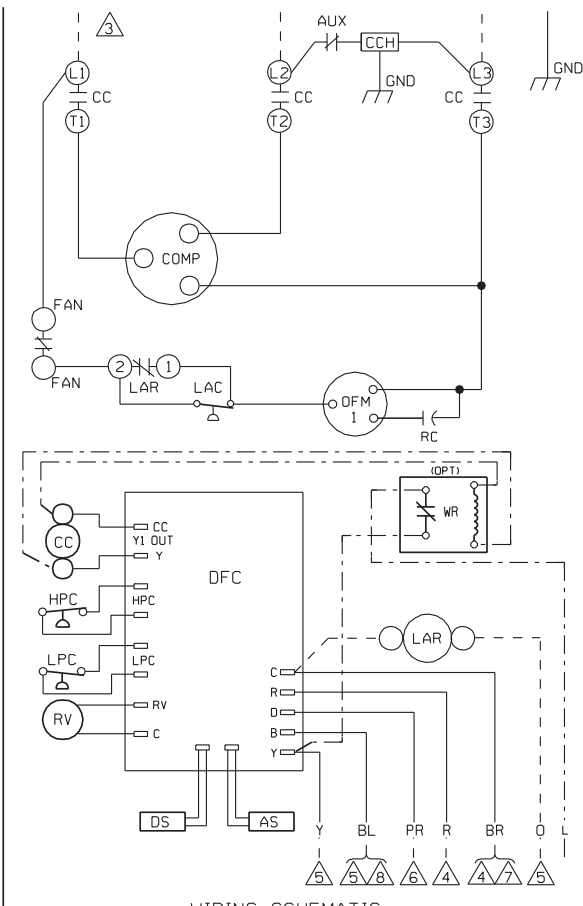 3
AUX
CCH
L1
L2
L3
GND
GND
CC
CC
CC
T1
T2
T3
COMP
FAN
FAN
2
1
LAR
LAC
OFM
1
RC
(OPT)
WR
CC
CC
Y1 OUT
Y
DFC
HPC
HPC
LAR
LPC
LPC
C
R
RV
RV
D
C
B
Y
DS
AS
Y
BL
PR
R
BR
O
L
5
5
8
6
4
4
7
5
WIRING SCHEMATIC